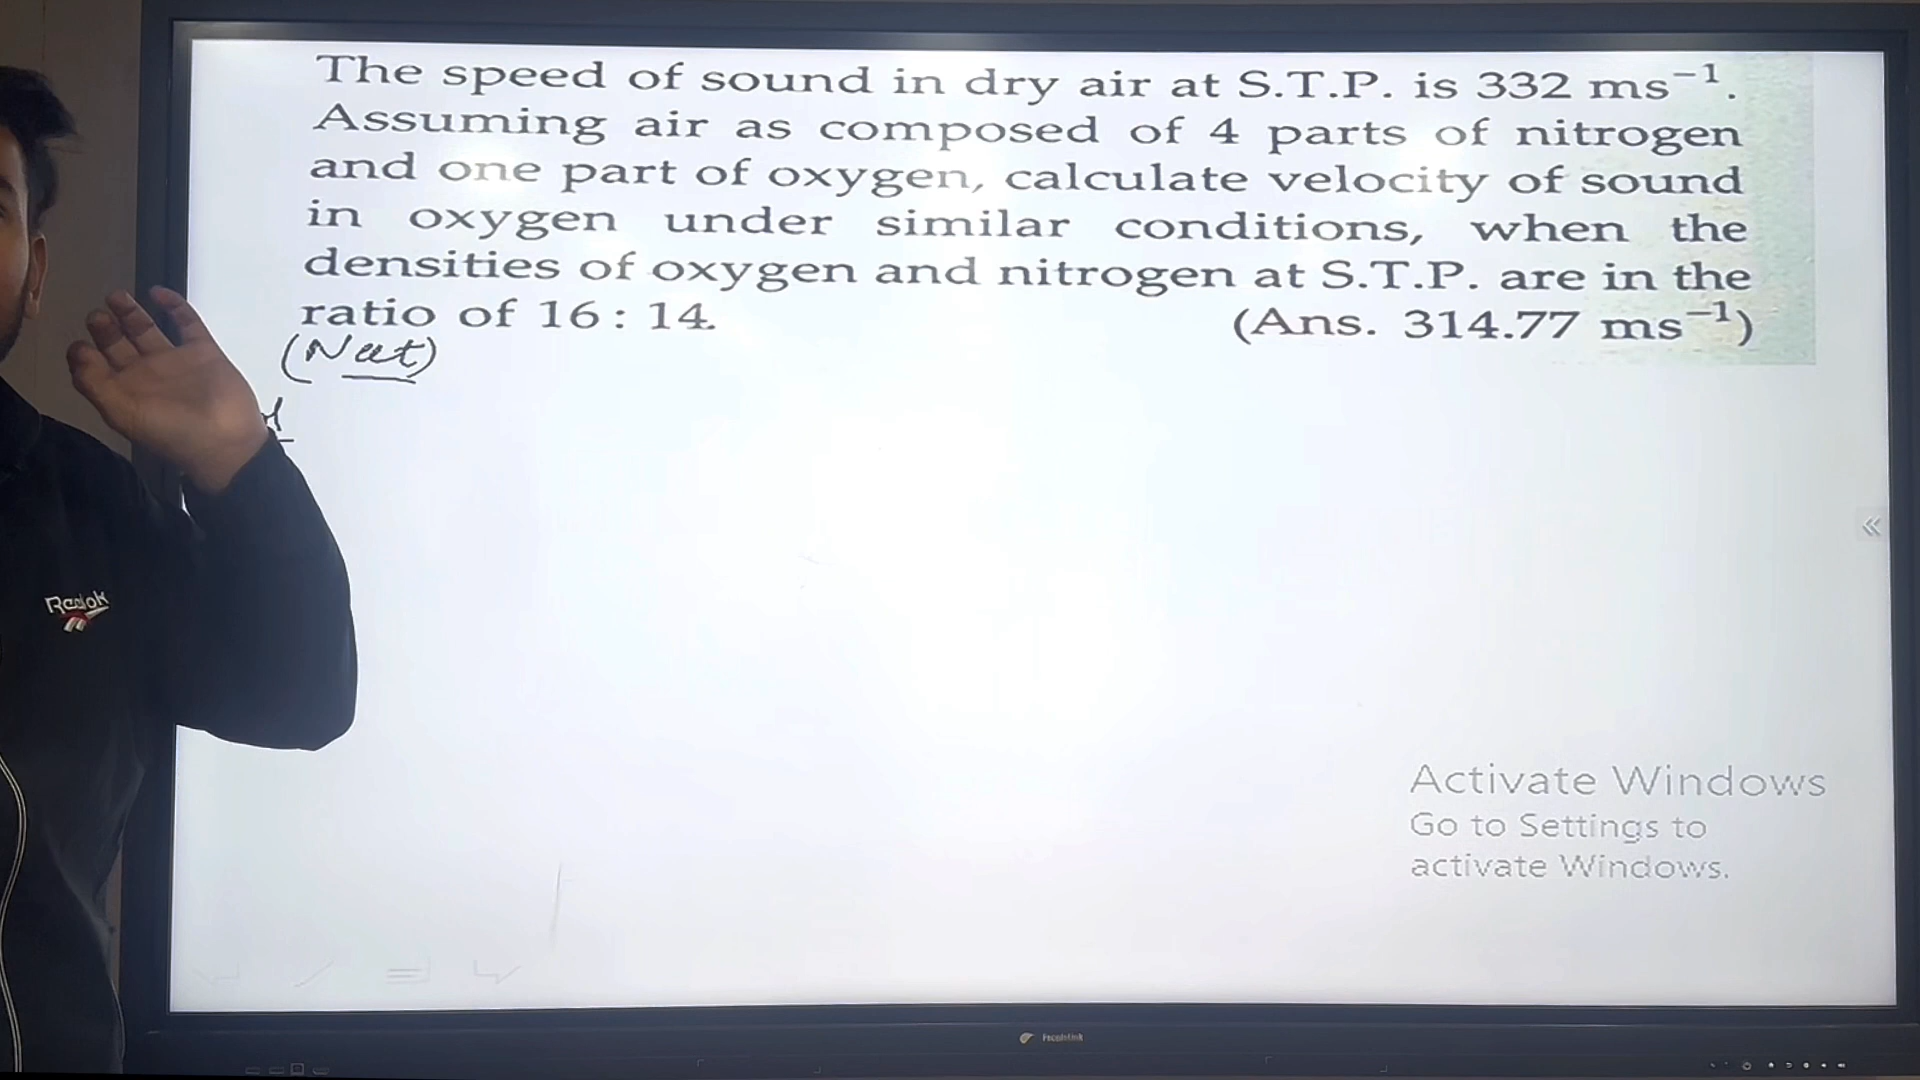 The speed of sound in dry air at S.T.P. is 332 ms⁻¹.
Assuming air as composed of 4 parts of nitrogen
and one part of oxygen, calculate velocity of sound
in oxygen under similar conditions, when the
densities of oxygen and nitrogen at S.T.P. are in the
ratio of 16 : 14.
(Ans. 314.77 ms⁻¹)
(Neet)
Reebok
Activate Windows
Go to Settings to
activate Windows.